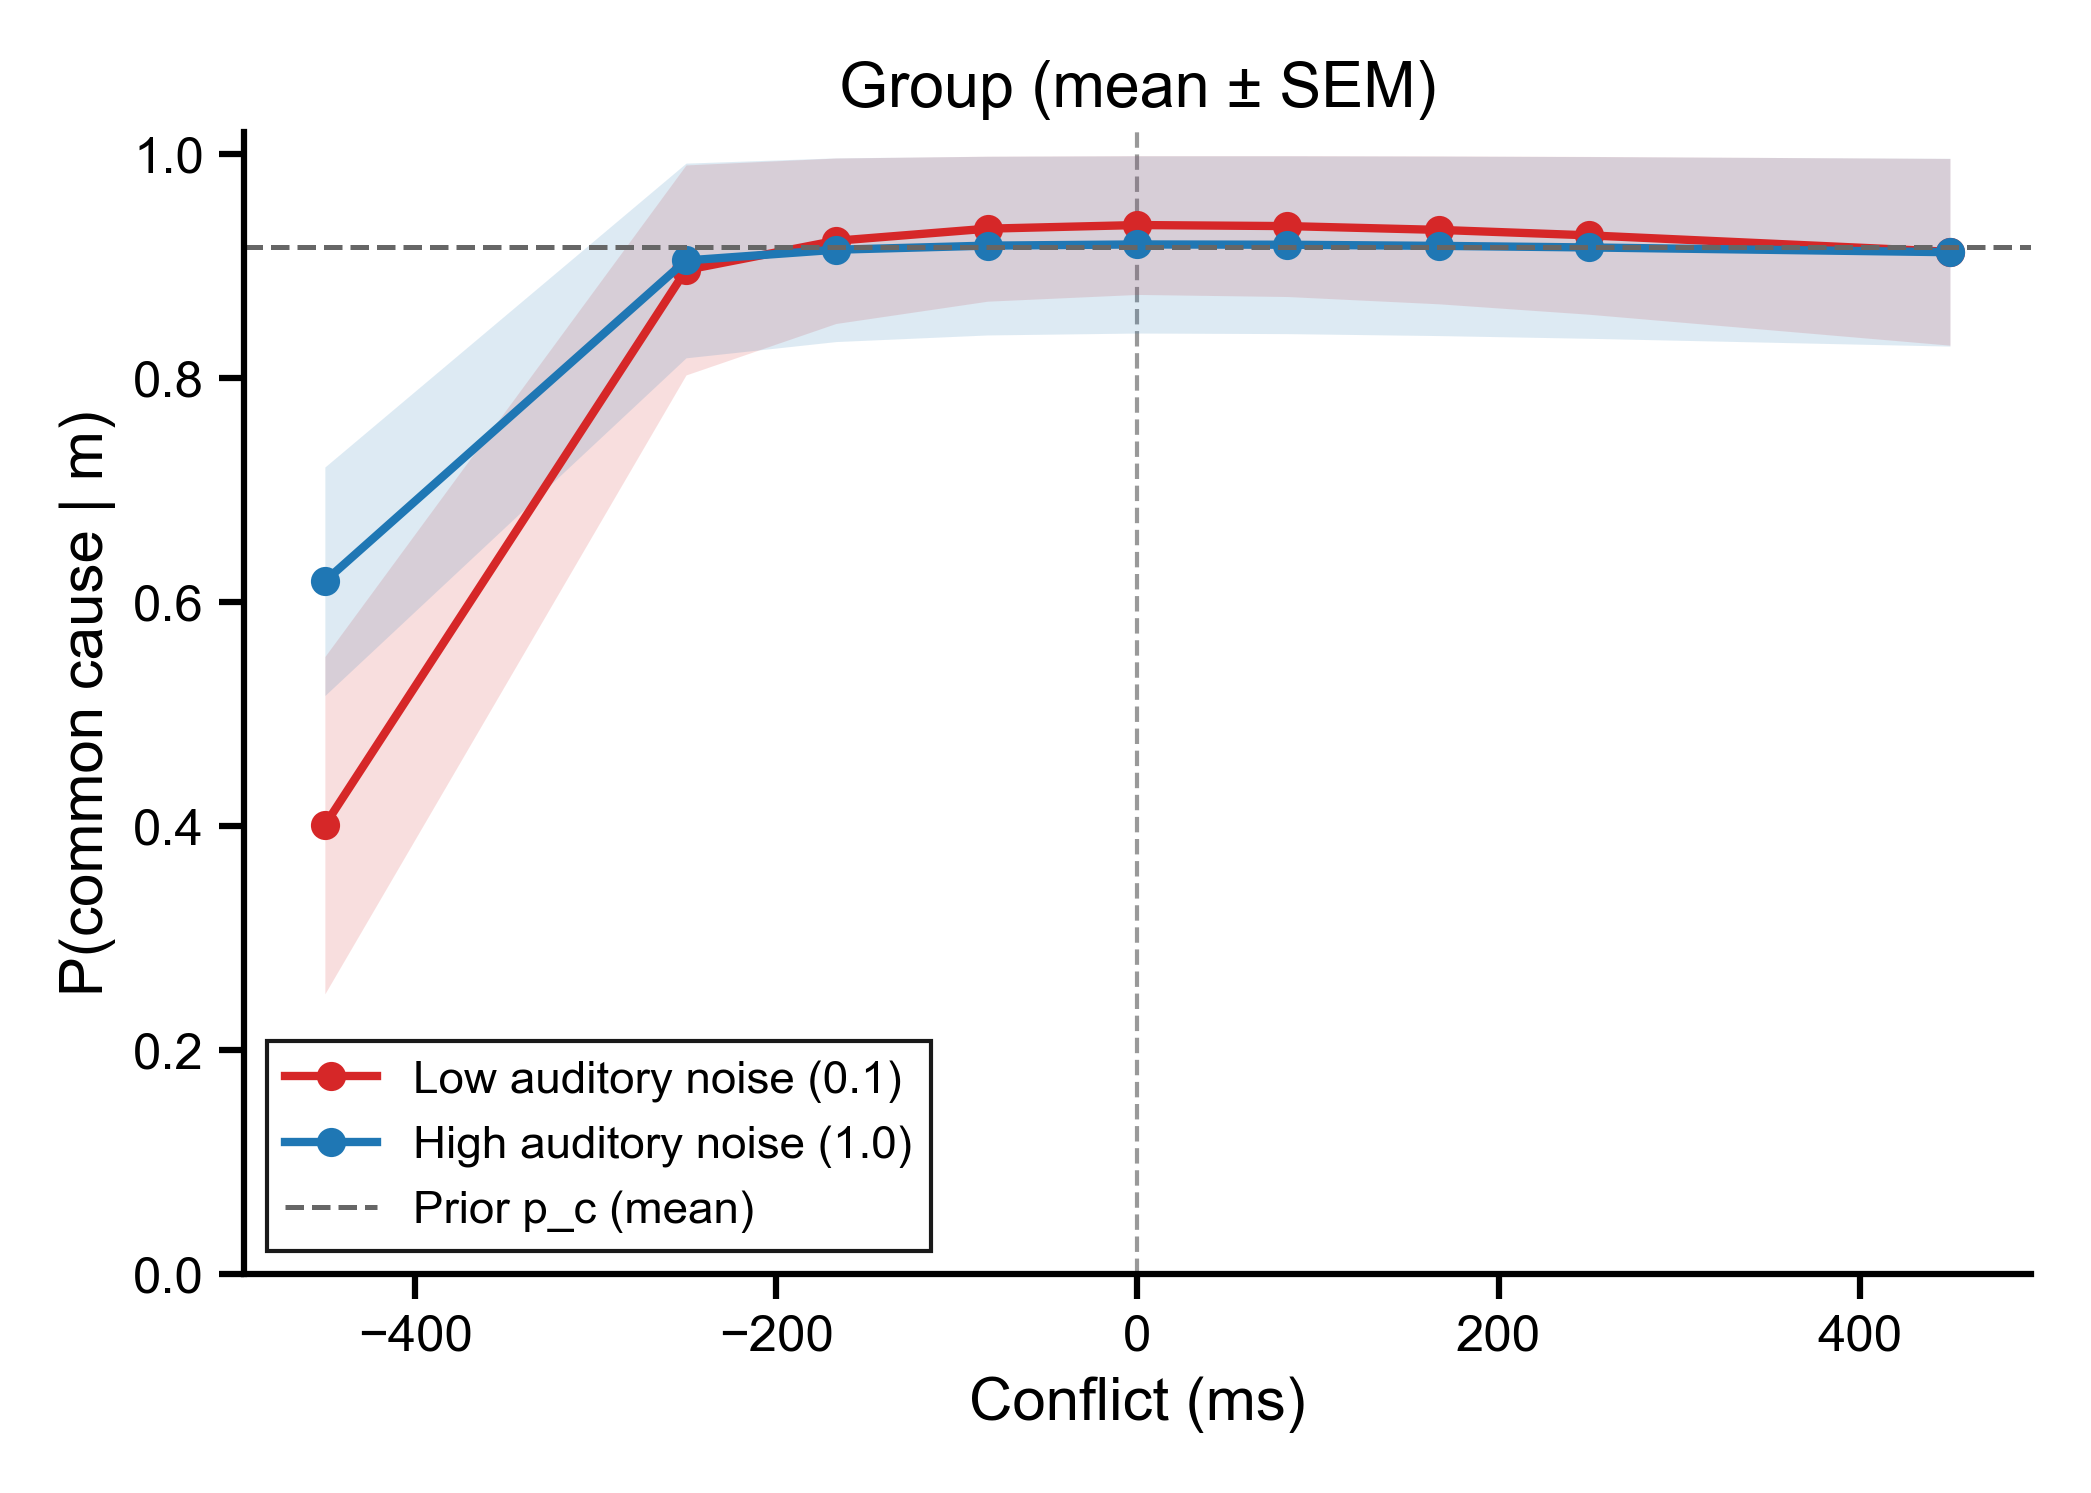 Group (mean ± SEM)
P(common cause | m)
1.0
0.8
0.6
0.4
0.2
0.0
Low auditory noise (0.1)
High auditory noise (1.0)
Prior p_c (mean)
−400
−200
0
200
400
Conflict (ms)